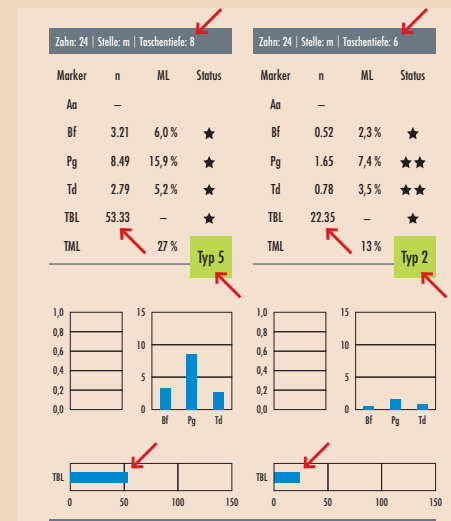 Zahn: 24 | Stelle: m | Taschentiefe: 8
Marker n ML Status
Aa –
Bf 3.21 6,0 % ★
Pg 8.49 15,9 % ★
Td 2.79 5,2 % ★
TBL 53.33 – ★
TML 27 % Typ 5
1,0
0,8
0,6
0,4
0,2
0,0
15
10
5
0
Bf Pg Td
TBL
0 50 100 150
Zahn: 24 | Stelle: m | Taschentiefe: 6
Marker n ML Status
Aa –
Bf 0.52 2,3 % ★
Pg 1.65 7,4 % ★★
Td 0.78 3,5 % ★★
TBL 22.35 – ★
TML 13 % Typ 2
1,0
0,8
0,6
0,4
0,2
0,0
15
10
5
0
Bf Pg Td
TBL
0 50 100 150